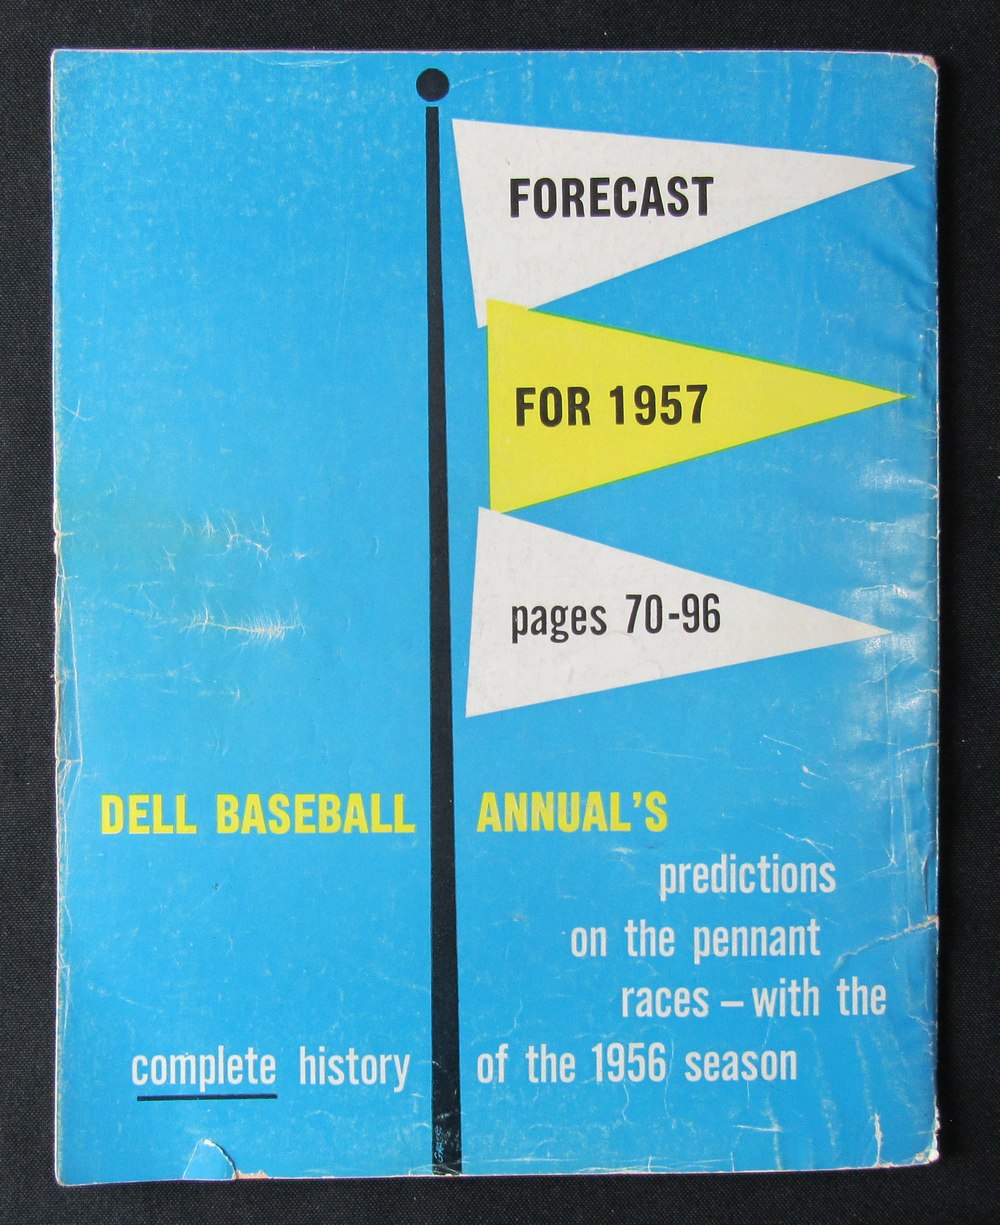 FORECAST
FOR 1957
pages 70-96
DELL BASEBALL ANNUAL'S
predictions
on the pennant
races – with the
complete history of the 1956 season